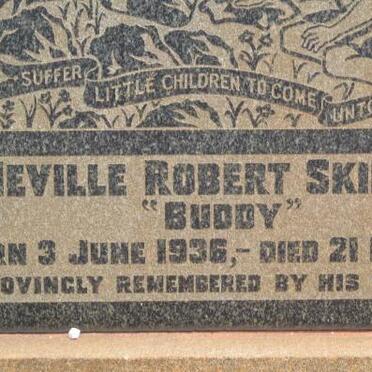 SUFFER LITTLE CHILDREN TO COME UNTO
NEVILLE ROBERT SKI
"BUDDY"
RN 3 JUNE 1936,- DIED 21
OVINGLY REMEMBERED BY HIS